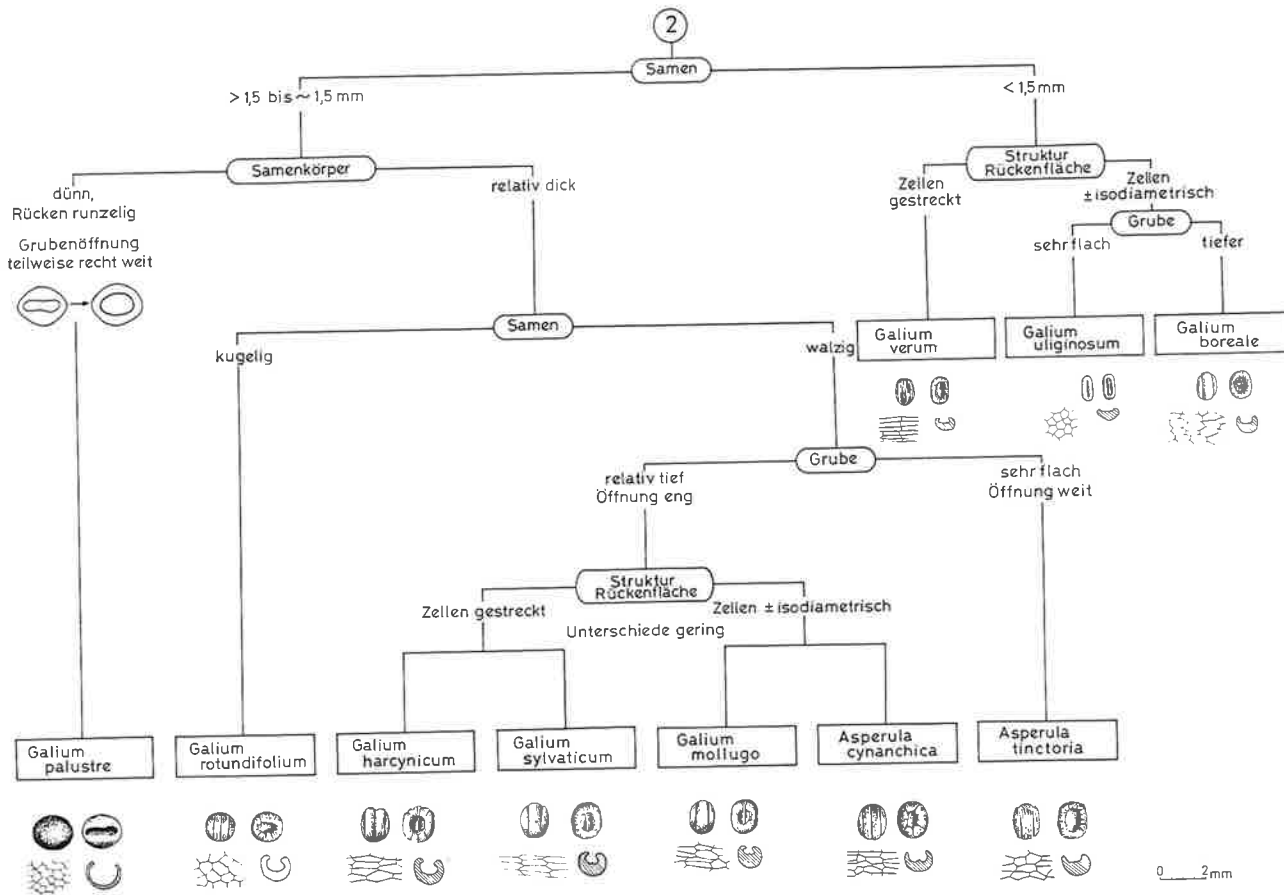 2
Samen
> 1,5 bis ~ 1,5 mm
< 1,5 mm
Samenkörper
Struktur
Rückenfläche
dünn,
Rücken runzelig
relativ dick
Zellen
gestreckt
Zellen
± isodiametrisch
Grubenöffnung
teilweise recht weit
Grube
sehr flach
tiefer
Samen
kugelig
walzig
Galium
verum
Galium
uliginosum
Galium
boreale
Grube
relativ tief
Öffnung eng
sehr flach
Öffnung weit
Struktur
Rückenfläche
Zellen gestreckt
Zellen ± isodiametrisch
Unterschiede gering
Galium
palustre
Galium
rotundifolium
Galium
harcynicum
Galium
sylvaticum
Galium
mollugo
Asperula
cynanchica
Asperula
tinctoria
0 2mm